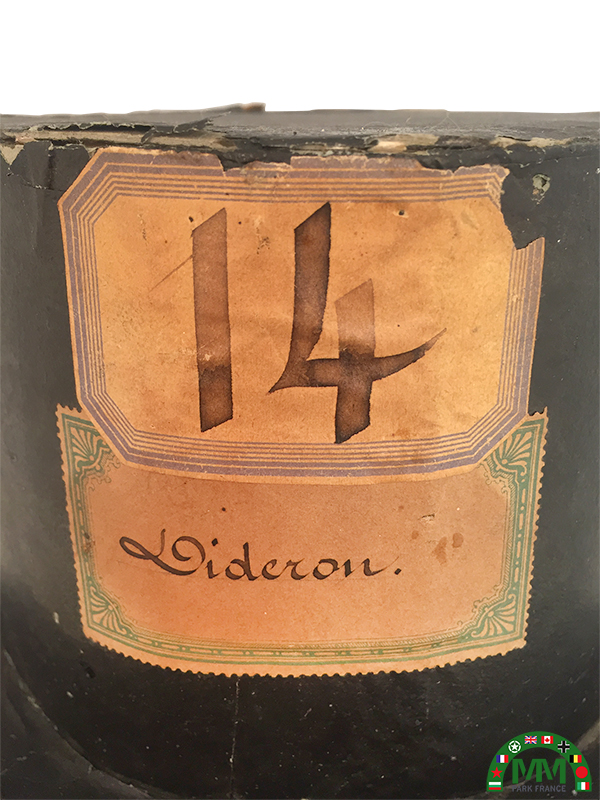 14
Dideron.
MM
PARK FRANCE